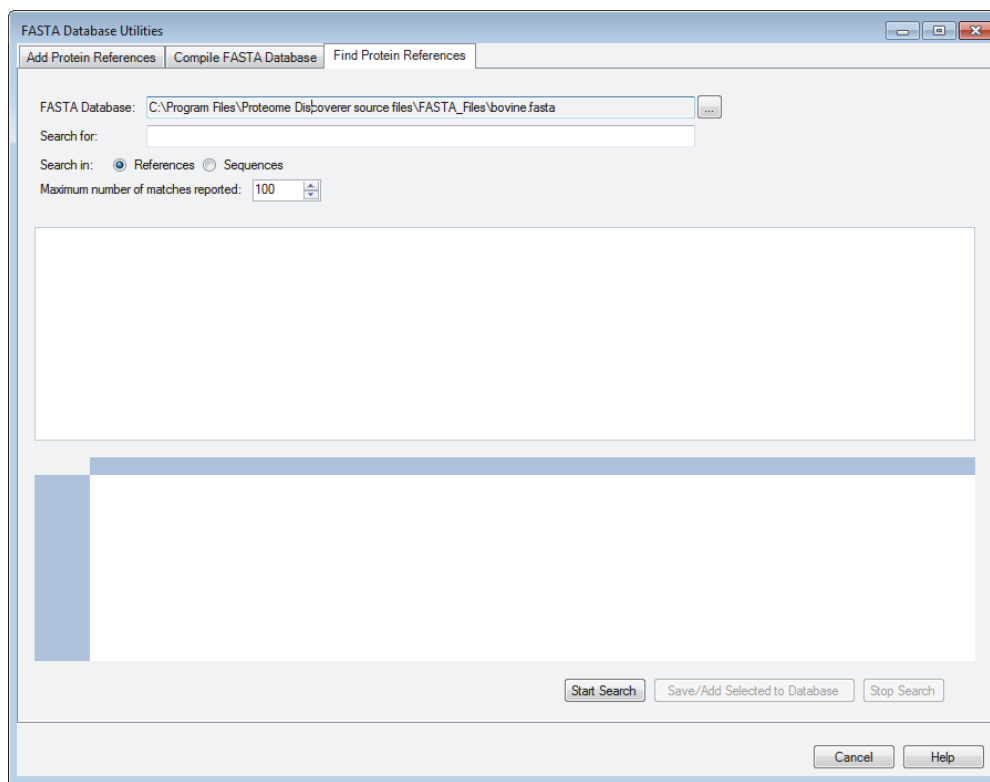 FASTA Database Utilities
Add Protein References Compile FASTA Database Find Protein References
FASTA Database: C:\Program Files\Proteome Discoverer source files\FASTA_Files\bovine.fasta ...
Search for:
Search in: References Sequences
Maximum number of matches reported: 100
Start Search Save/Add Selected to Database Stop Search
Cancel Help